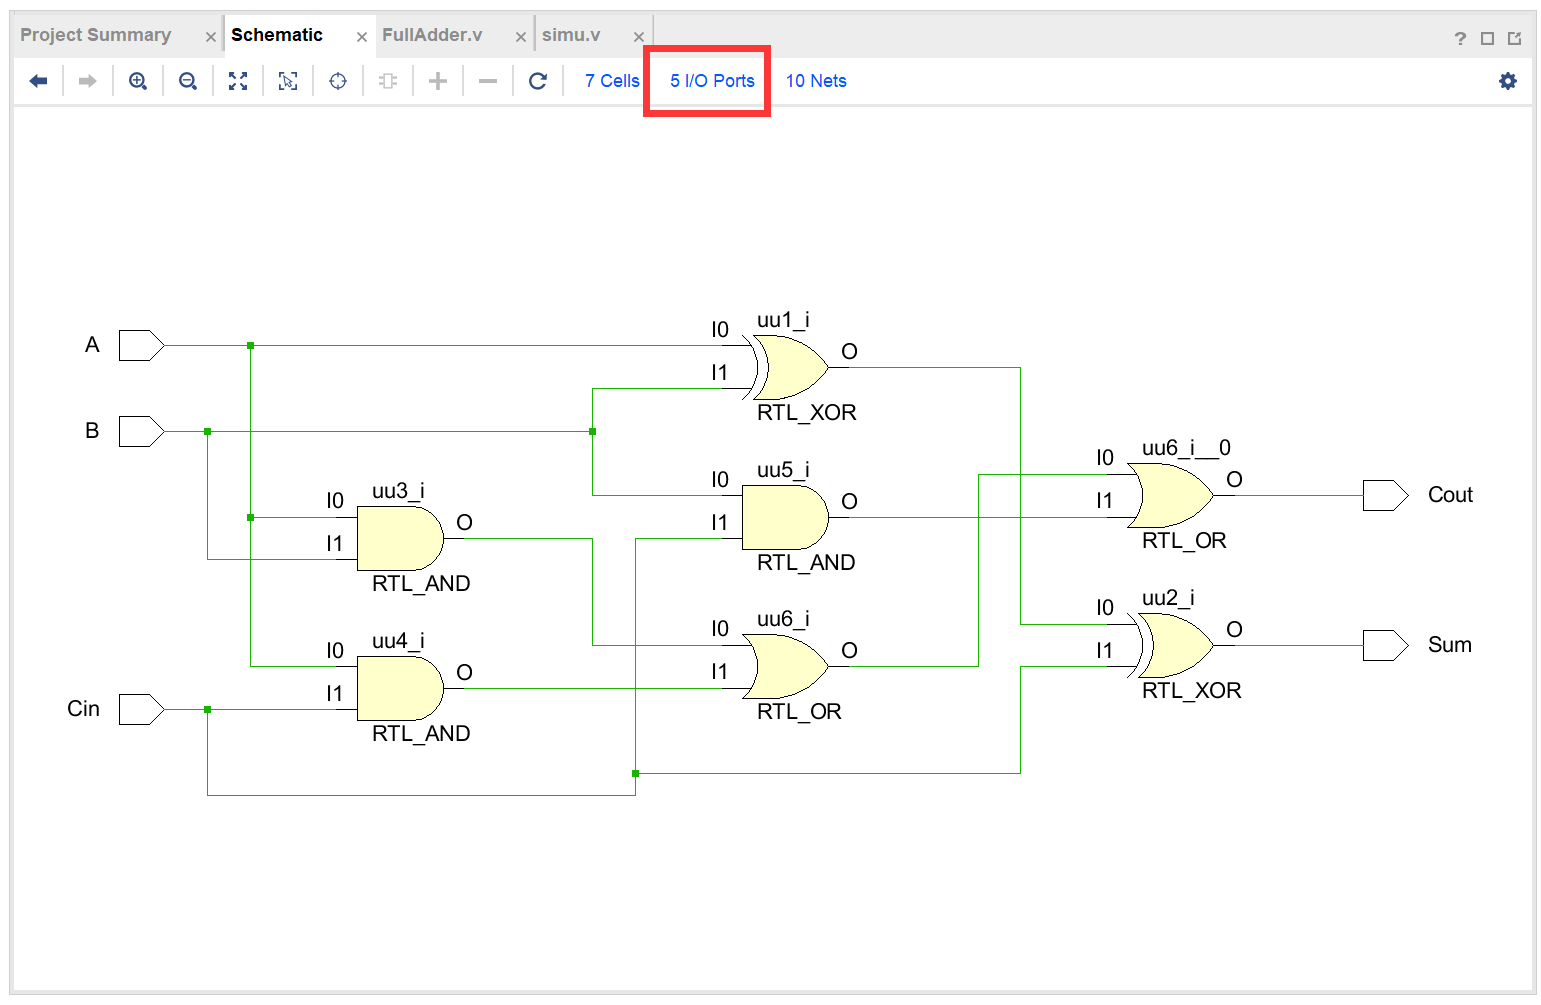 Project Summary × Schematic × FullAdder.v × simu.v ×
?
7 Cells 5 I/O Ports 10 Nets
uu1_i
I0
A
O
I1
RTL_XOR
B
uu6_i__0
I0
uu5_i
I0
O
uu3_i
I0
O
I1
Cout
O
I1
I1
RTL_OR
RTL_AND
RTL_AND
uu2_i
I0
uu6_i
I0
O
uu4_i
I0
O
I1
Sum
O
I1
I1
RTL_XOR
Cin
RTL_OR
RTL_AND